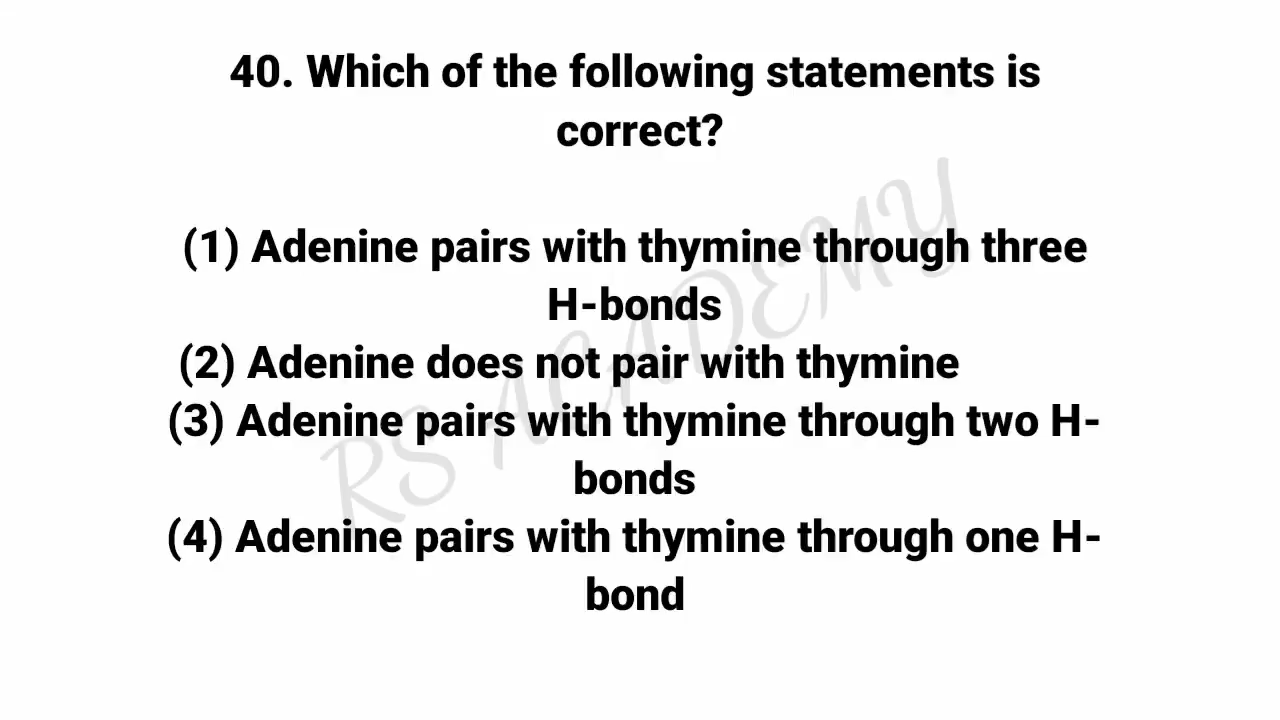 40. Which of the following statements is
correct?
(1) Adenine pairs with thymine through three
H-bonds
(2) Adenine does not pair with thymine
(3) Adenine pairs with thymine through two H-
bonds
(4) Adenine pairs with thymine through one H-
bond
RS ACADEMY